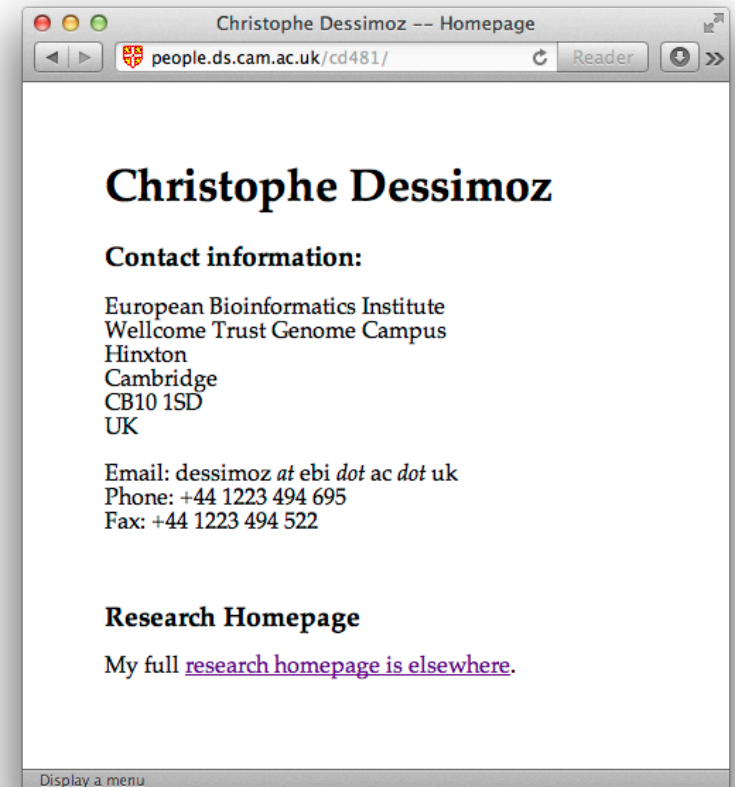 Christophe Dessimoz -- Homepage
people.ds.cam.ac.uk/cd481/
Reader
Christophe Dessimoz
Contact information:
European Bioinformatics Institute
Wellcome Trust Genome Campus
Hinxton
Cambridge
CB10 1SD
UK
Email: dessimoz at ebi dot ac dot uk
Phone: +44 1223 494 695
Fax: +44 1223 494 522
Research Homepage
My full research homepage is elsewhere.
Display a menu